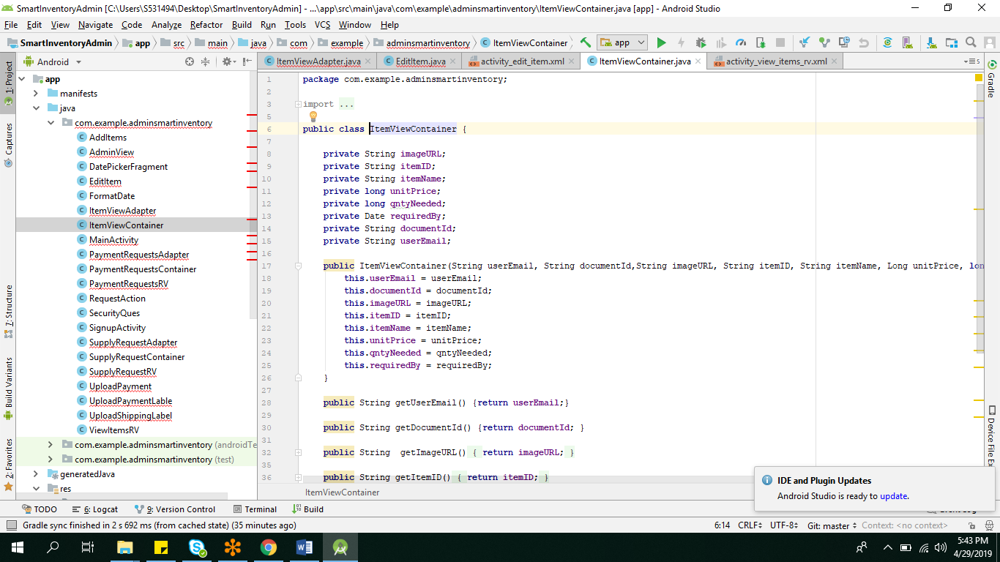 SmartInventoryAdmin [C:\Users\S531494\Desktop\SmartInventoryAdmin] - ...\app\src\main\java\com\example\adminsmartinventory\ItemViewContainer.java [app] - Android Studio
File Edit View Navigate Code Analyze Refactor Build Run Tools VCS Window Help
SmartInventoryAdmin app src main java com example adminsmartinventory ItemViewContainer app
Android
ItemViewAdapter.java EditItem.java activity_edit_item.xml ItemViewContainer.java activity_view_items_rv.xml 5
1: Project
Captures
7: Structure
Build Variants
2: Favorites
app
manifests
java
com.example.adminsmartinventory
AddItems
AdminView
DatePickerFragment
EditItem
FormatDate
ItemViewAdapter
ItemViewContainer
MainActivity
PaymentRequestsAdapter
PaymentRequestsContainer
PaymentRequestsRV
RequestAction
SecurityQues
SignupActivity
SupplyRequestAdapter
SupplyRequestContainer
SupplyRequestRV
UploadPayment
UploadPaymentLable
UploadShippingLabel
ViewItemsRV
com.example.adminsmartinventory (androidTe
com.example.adminsmartinventory (test)
generatedJava
res
1 package com.example.adminsmartinventory;
2
3 import ...
5
6 public class ItemViewContainer {
7
8 private String imageURL;
9 private String itemID;
10 private String itemName;
11 private long unitPrice;
12 private long qntyNeeded;
13 private Date requiredBy;
14 private String documentId;
15 private String userEmail;
16
17 public ItemViewContainer(String userEmail, String documentId,String imageURL, String itemID, String itemName, Long unitPrice, lon
18 this.userEmail = userEmail;
19 this.documentId = documentId;
20 this.imageURL = imageURL;
21 this.itemID = itemID;
22 this.itemName = itemName;
23 this.unitPrice = unitPrice;
24 this.qntyNeeded = qntyNeeded;
25 this.requiredBy = requiredBy;
26 }
27
28 public String getUserEmail() {return userEmail;}
29
30 public String getDocumentId() {return documentId; }
31
32 public String getImageURL() { return imageURL; }
35
36 public String getItemID() { return itemID; }
ItemViewContainer
Gradle
Device File Ex
IDE and Plugin Updates
Android Studio is ready to update.
TODO 6: Logcat 9: Version Control Terminal Build
Gradle sync finished in 2 s 692 ms (from cached state) (35 minutes ago) 6:14 CRLF UTF-8 Git: master Context: <no context>
5:43 PM
4/29/2019